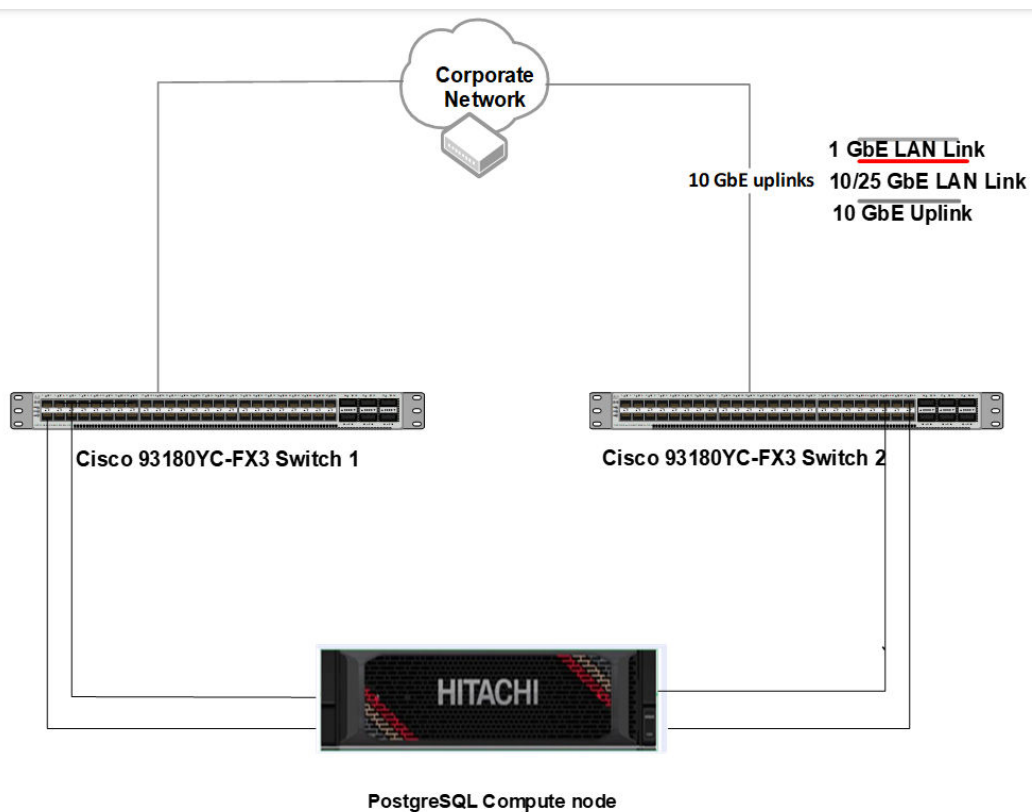 Corporate
Network
1 GbE LAN Link
10 GbE uplinks
10/25 GbE LAN Link
10 GbE Uplink
Cisco 93180YC-FX3 Switch 1
Cisco 93180YC-FX3 Switch 2
HITACHI
PostgreSQL Compute node